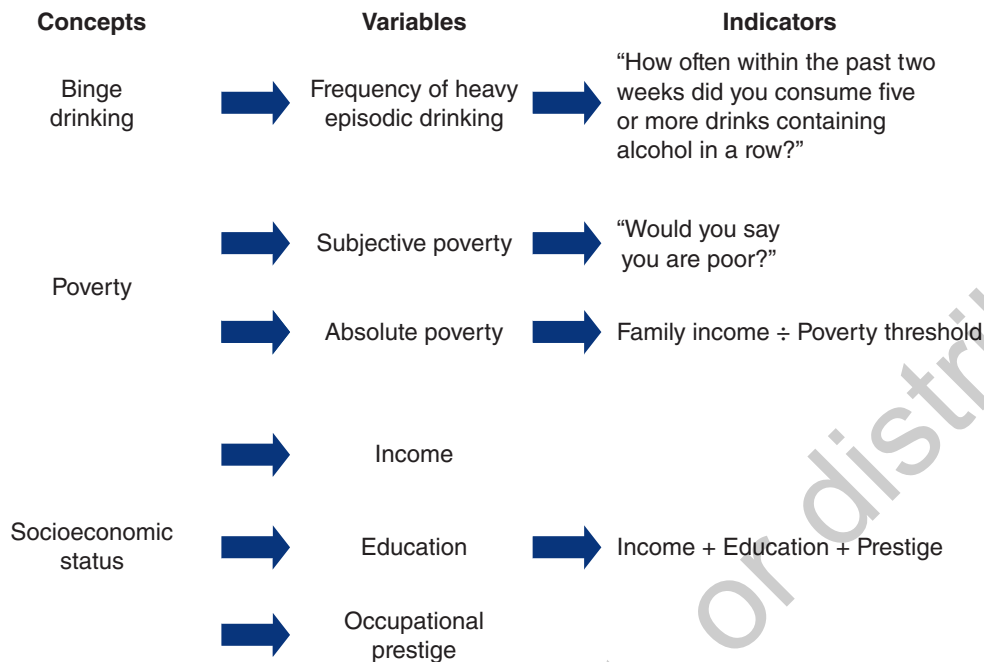 Concepts Variables Indicators
Binge
drinking
Frequency of heavy
episodic drinking
“How often within the past two
weeks did you consume five
or more drinks containing
alcohol in a row?”
Poverty
Subjective poverty
“Would you say
you are poor?”
Absolute poverty
Family income ÷ Poverty threshold
Socioeconomic
status
Income
Education
Income + Education + Prestige
Occupational
prestige
or